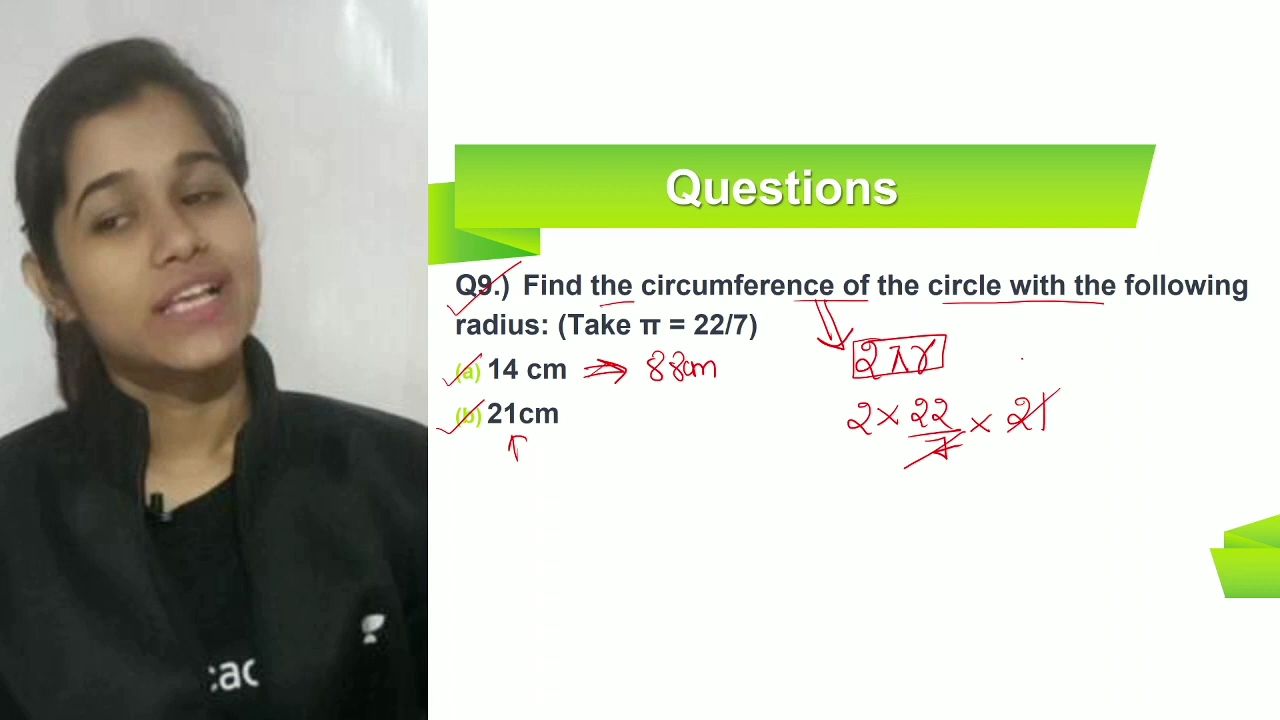 Questions
Q9.) Find the circumference of the circle with the following
radius: (Take π = 22/7)
(a) 14 cm ⇒ 88cm
2πr
(b) 21cm
2 × 22/7 × 21
:ac